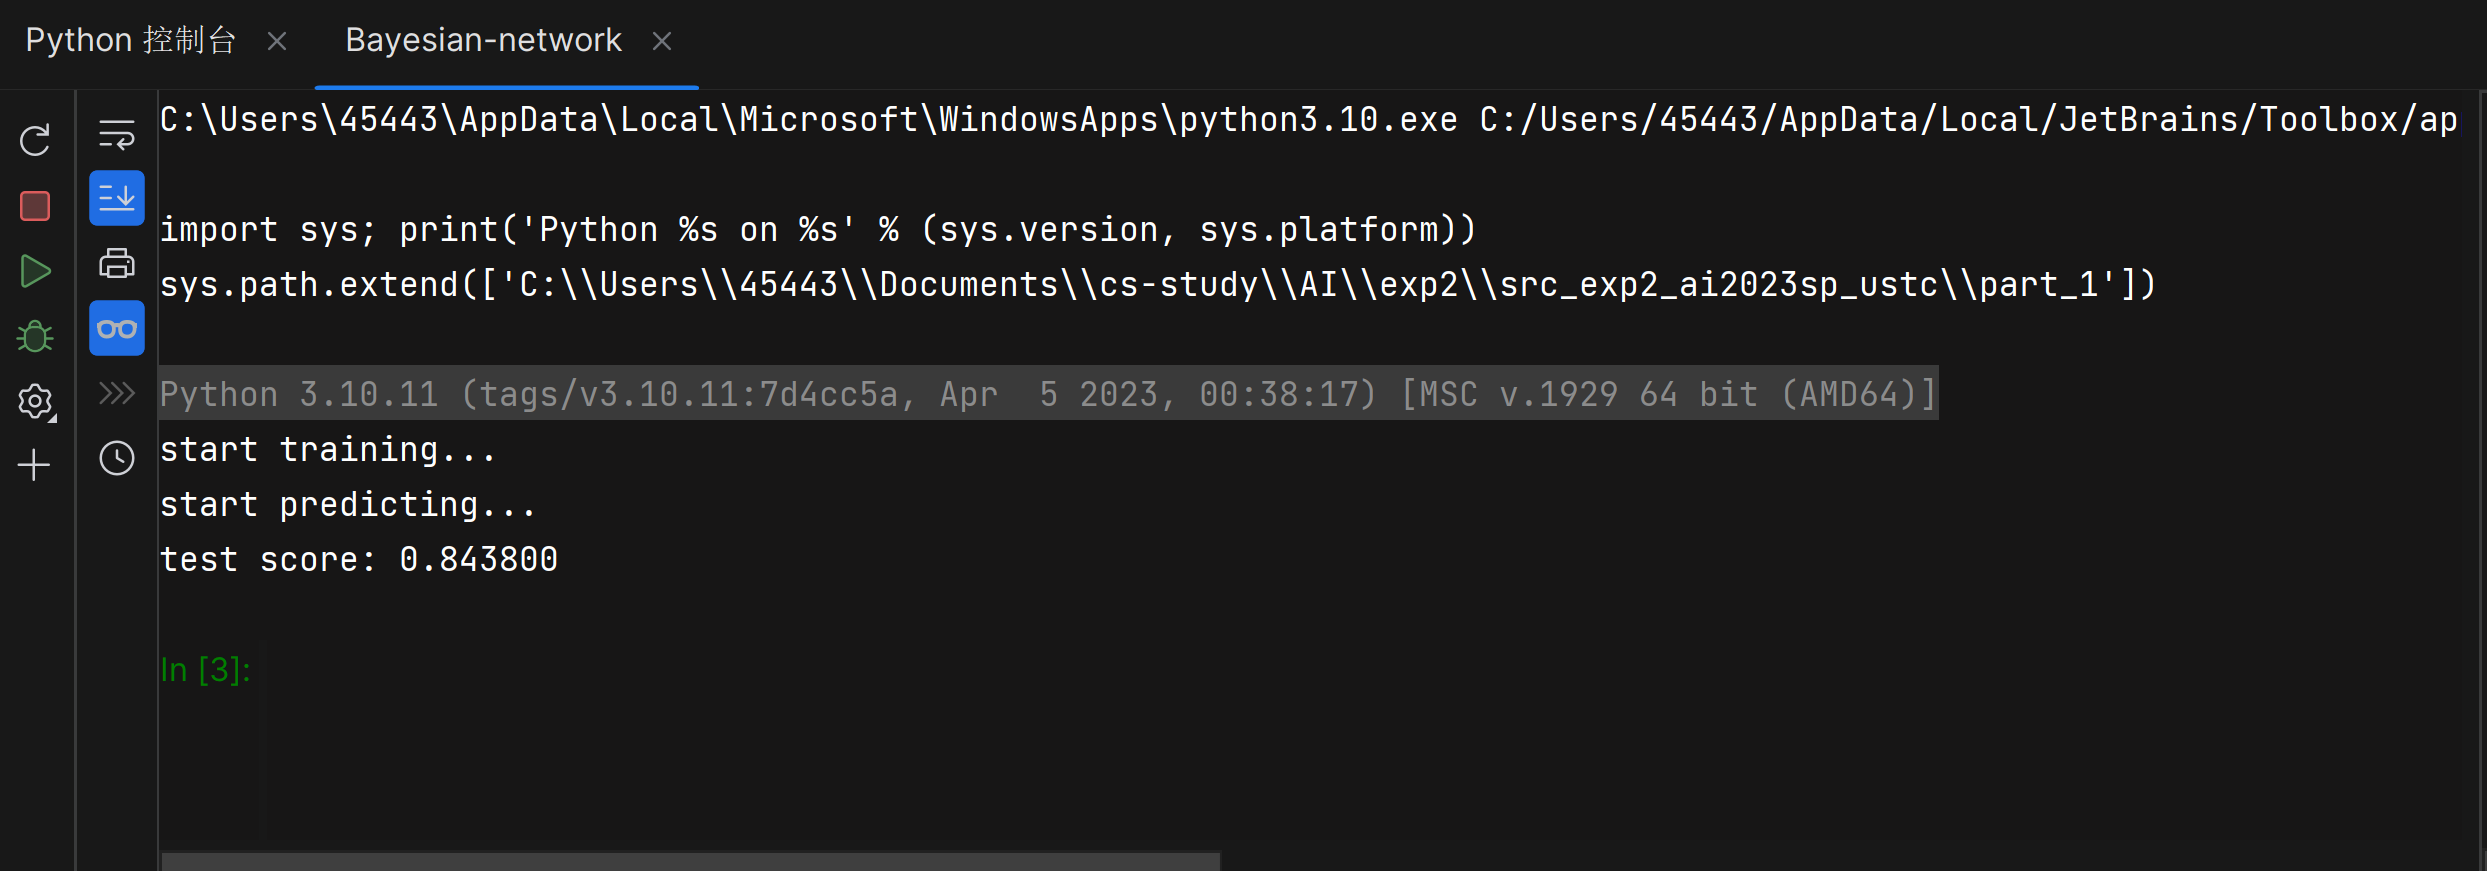 Python 控制台 Bayesian-network
C:\Users\45443\AppData\Local\Microsoft\WindowsApps\python3.10.exe C:/Users/45443/AppData/Local/JetBrains/Toolbox/ap
import sys; print('Python %s on %s' % (sys.version, sys.platform))
sys.path.extend(['C:\\Users\\45443\\Documents\\cs-study\\AI\\exp2\\src_exp2_ai2023sp_ustc\\part_1'])
Python 3.10.11 (tags/v3.10.11:7d4cc5a, Apr  5 2023, 00:38:17) [MSC v.1929 64 bit (AMD64)]
start training...
start predicting...
test score: 0.843800
In [3]: